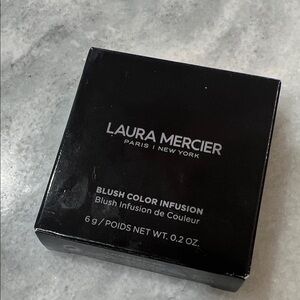 LAURA MERCIER
PARIS | NEW YORK
BLUSH COLOR INFUSION
Blush Infusion de Couleur
6 g / POIDS NET WT. 0.2 OZ.